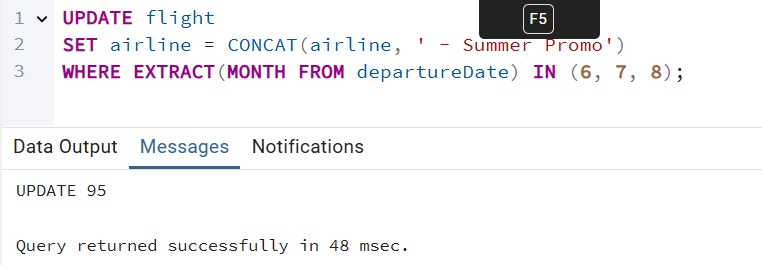 F5
1 UPDATE flight
2 SET airline = CONCAT(airline, ' - Summer Promo')
3 WHERE EXTRACT(MONTH FROM departureDate) IN (6, 7, 8);
Data Output Messages Notifications
UPDATE 95
Query returned successfully in 48 msec.